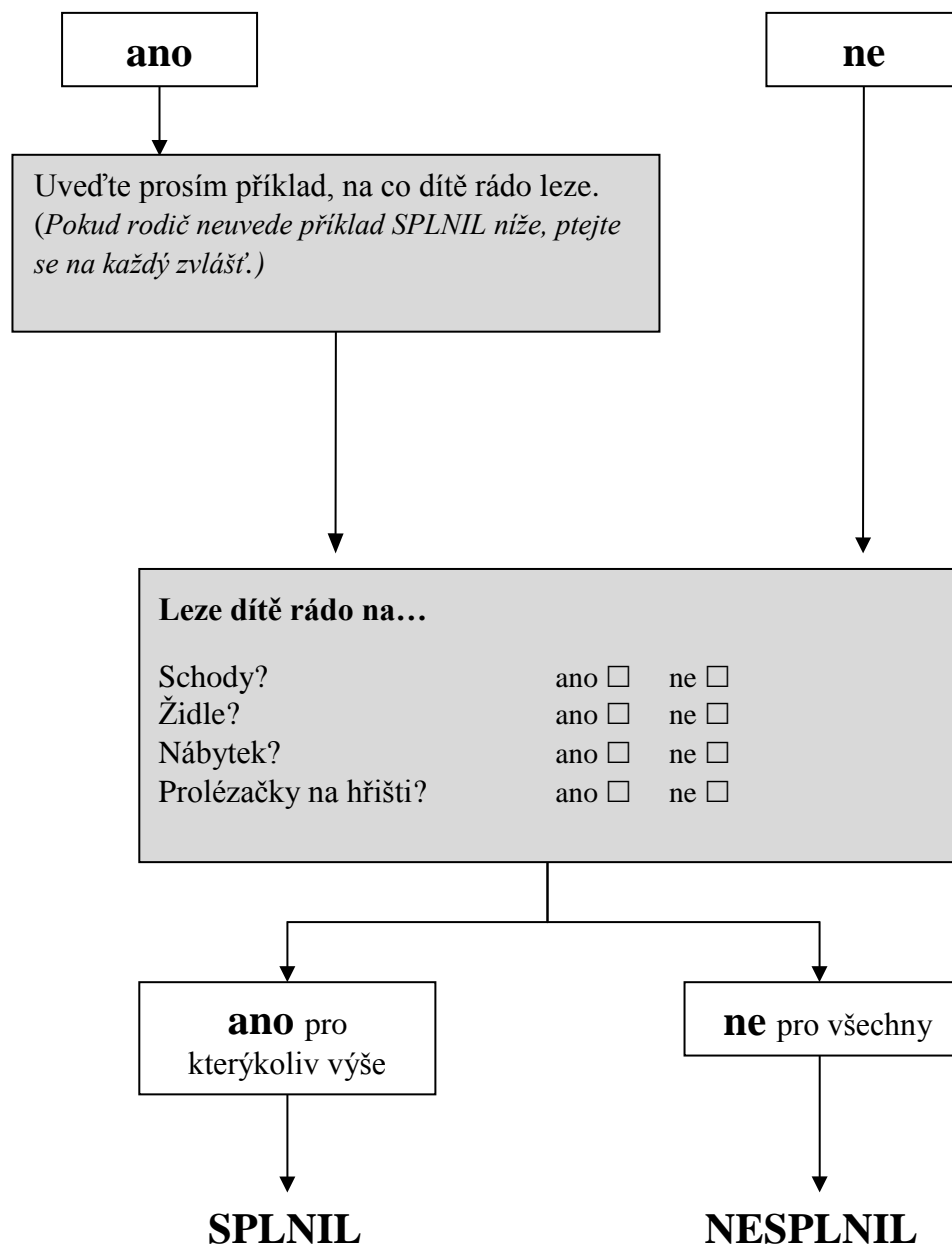 ano
ne
Uveďte prosím příklad, na co dítě rádo leze.
(Pokud rodič neuvede příklad SPLNIL níže, ptejte
se na každý zvlášť.)
Leze dítě rádo na…
Schody? ano ☐ ne ☐
Židle? ano ☐ ne ☐
Nábytek? ano ☐ ne ☐
Prolézačky na hřišti? ano ☐ ne ☐
ano pro
kterýkoliv výše
ne pro všechny
SPLNIL
NESPLNIL